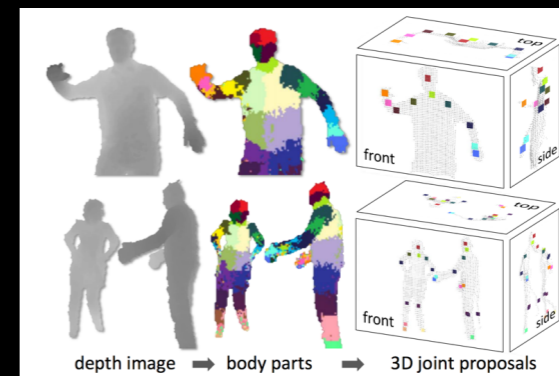 top
front
side
top
front
side
depth image ➡ body parts ➡ 3D joint proposals